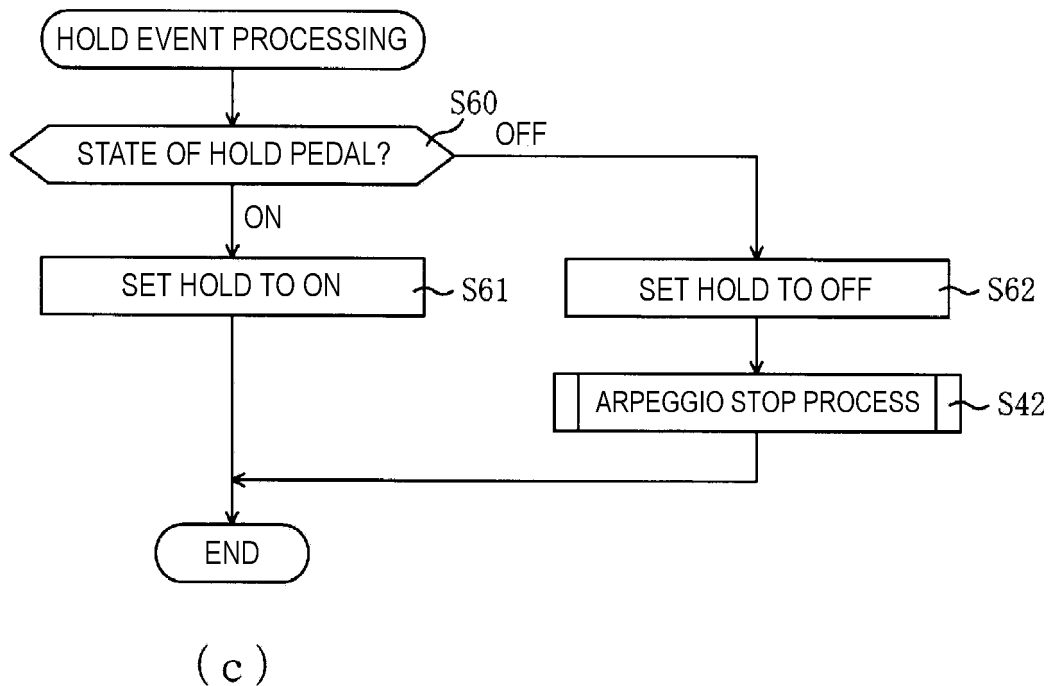 HOLD EVENT PROCESSING
S60
STATE OF HOLD PEDAL?
OFF
ON
SET HOLD TO ON
S61
SET HOLD TO OFF
S62
ARPEGGIO STOP PROCESS
S42
END
(c)